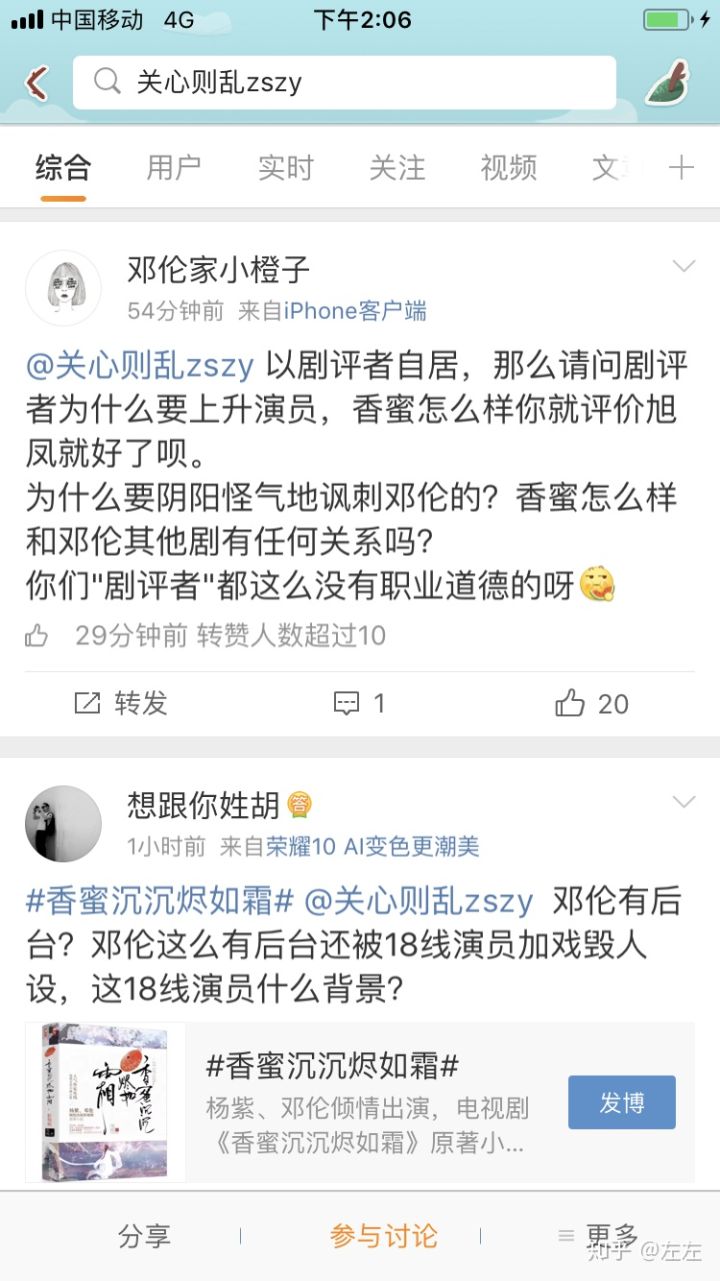 中国移动 4G 下午2:06
关心则乱zszy
综合 用户 实时 关注 视频 文
邓伦家小橙子
54分钟前 来自iPhone客户端
@关心则乱zszy 以剧评者自居，那么请问剧评
者为什么要上升演员，香蜜怎么样你就评价旭
凤就好了呗。
为什么要阴阳怪气地讽刺邓伦的？香蜜怎么样
和邓伦其他剧有任何关系吗？
你们"剧评者"都这么没有职业道德的呀
29分钟前 转赞人数超过10
转发 1 20
想跟你姓胡 答
1小时前 来自荣耀10 AI变色更潮美
#香蜜沉沉烬如霜# @关心则乱zszy 邓伦有后
台？邓伦这么有后台还被18线演员加戏毁人
设，这18线演员什么背景？
香蜜沉沉
烬如
霜
#香蜜沉沉烬如霜#
杨紫、邓伦倾情出演，电视剧
《香蜜沉沉烬如霜》原著小...
发博
分享 参与讨论 更多
知乎 @左左